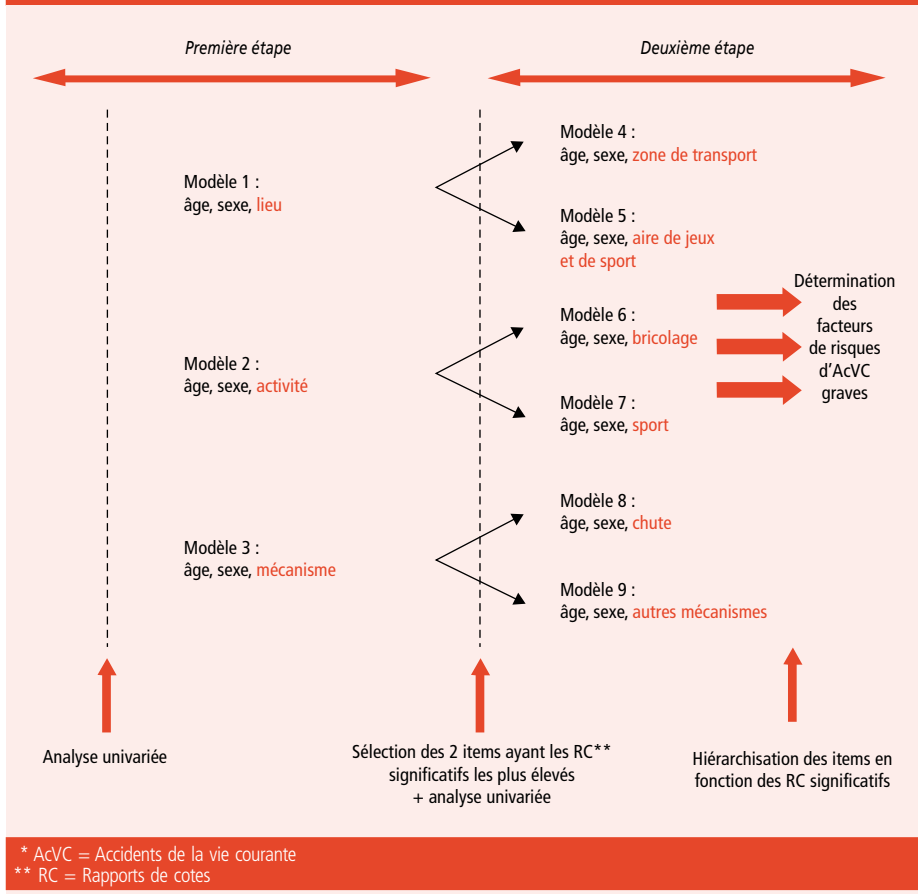 Première étape
Deuxième étape
Modèle 1 :
âge, sexe, lieu
Modèle 2 :
âge, sexe, activité
Modèle 3 :
âge, sexe, mécanisme
Modèle 4 :
âge, sexe, zone de transport
Modèle 5 :
âge, sexe, aire de jeux
et de sport
Modèle 6 :
âge, sexe, bricolage
Modèle 7 :
âge, sexe, sport
Modèle 8 :
âge, sexe, chute
Modèle 9 :
âge, sexe, autres mécanismes
Détermination
des
facteurs
de risques
d'AcVC
graves
Analyse univariée
Sélection des 2 items ayant les RC**
significatifs les plus élevés
+ analyse univariée
Hiérarchisation des items en
fonction des RC significatifs
* AcVC = Accidents de la vie courante
** RC = Rapports de cotes